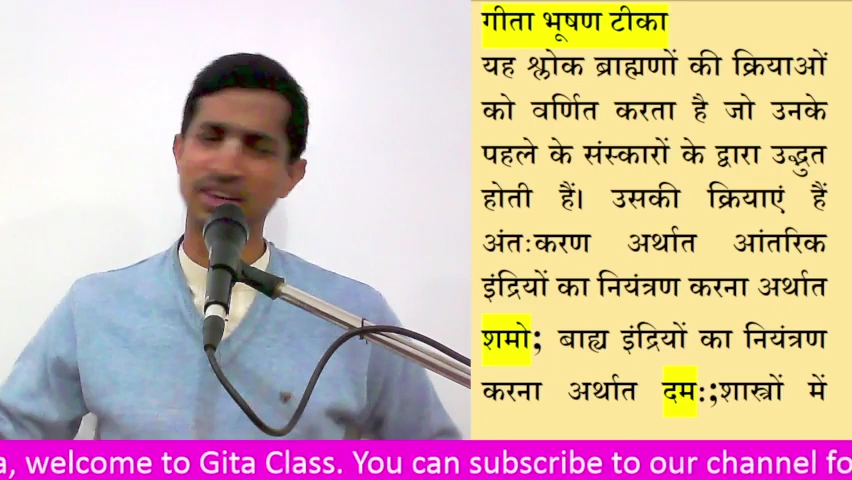 गीता भूषण टीका
यह श्लोक ब्राह्मणों की क्रियाओं
को वर्णित करता है जो उनके
पहले के संस्कारों के द्वारा उद्भुत
होती हैं। उसकी क्रियाएं हैं
अंतःकरण अर्थात आंतरिक
इंद्रियों का नियंत्रण करना अर्थात
शमो; बाह्य इंद्रियों का नियंत्रण
करना अर्थात दमः;शास्त्रों में
a, welcome to Gita Class. You can subscribe to our channel fo